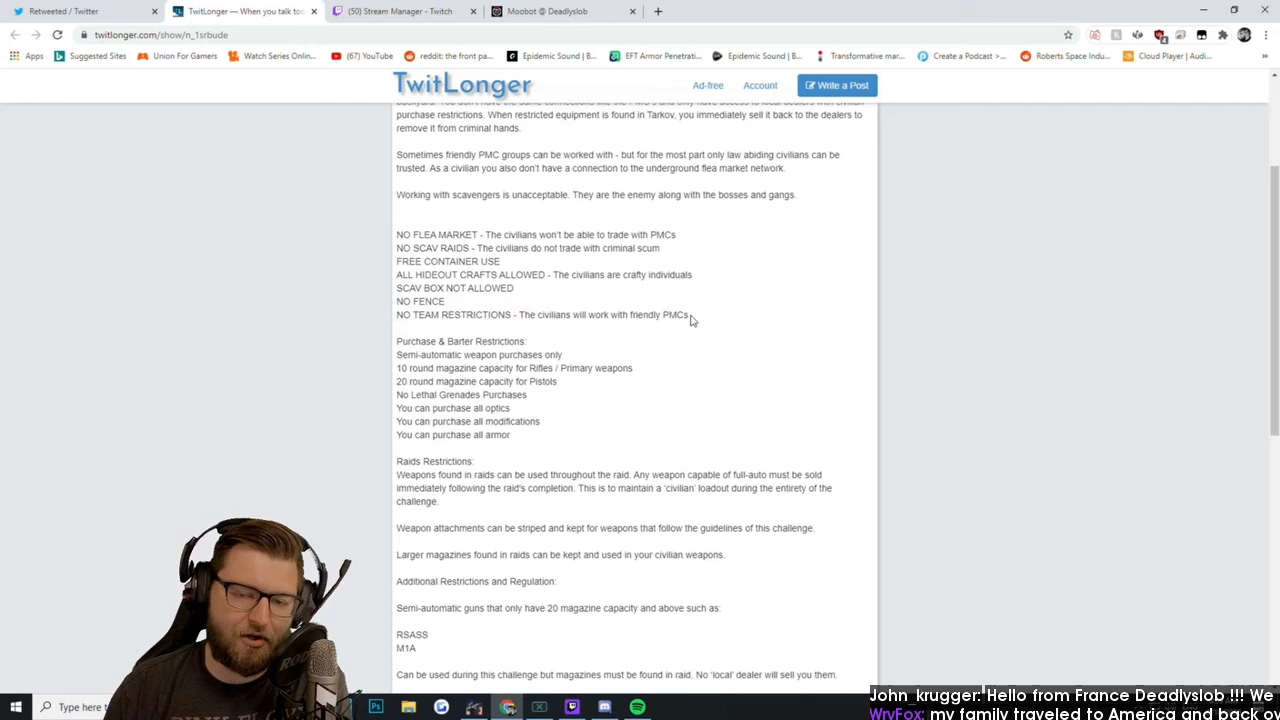 Retweeted / Twitter
TwitLonger — When you talk too
(50) Stream Manager - Twitch
Moobot @ Deadlyslob
twitlonger.com/show/n_1srbude
Apps
Suggested Sites
Union For Gamers
Watch Series Onlin...
(67) YouTube
reddit: the front pa...
Epidemic Sound | B...
EFT Armor Penetrati...
Epidemic Sound | B...
Transformative mar...
Create a Podcast >...
Roberts Space Indu...
Cloud Player | Audi...
TwitLonger
Ad-free
Account
Write a Post
backyard. You don't have the same connections like the PMC's and only have access to local dealers with civilian
purchase restrictions. When restricted equipment is found in Tarkov, you immediately sell it back to the dealers to
remove it from criminal hands.
Sometimes friendly PMC groups can be worked with - but for the most part only law abiding civilians can be
trusted. As a civilian you also don't have a connection to the underground flea market network.
Working with scavengers is unacceptable. They are the enemy along with the bosses and gangs.
NO FLEA MARKET - The civilians won't be able to trade with PMCs
NO SCAV RAIDS - The civilians do not trade with criminal scum
FREE CONTAINER USE
ALL HIDEOUT CRAFTS ALLOWED - The civilians are crafty individuals
SCAV BOX NOT ALLOWED
NO FENCE
NO TEAM RESTRICTIONS - The civilians will work with friendly PMCs
Purchase & Barter Restrictions:
Semi-automatic weapon purchases only
10 round magazine capacity for Rifles / Primary weapons
20 round magazine capacity for Pistols
No Lethal Grenades Purchases
You can purchase all optics
You can purchase all modifications
You can purchase all armor
Raids Restrictions:
Weapons found in raids can be used throughout the raid. Any weapon capable of full-auto must be sold
immediately following the raid's completion. This is to maintain a 'civilian' loadout during the entirety of the
challenge.
Weapon attachments can be striped and kept for weapons that follow the guidelines of this challenge.
Larger magazines found in raids can be kept and used in your civilian weapons.
Additional Restrictions and Regulation:
Semi-automatic guns that only have 20 magazine capacity and above such as:
RSASS
M1A
Can be used during this challenge but magazines must be found in raid. No 'local' dealer will sell you them.
RODE
Type here to
John_krugger: Hello from France Deadlyslob !!! We
WryFox: my family traveled to America and back o